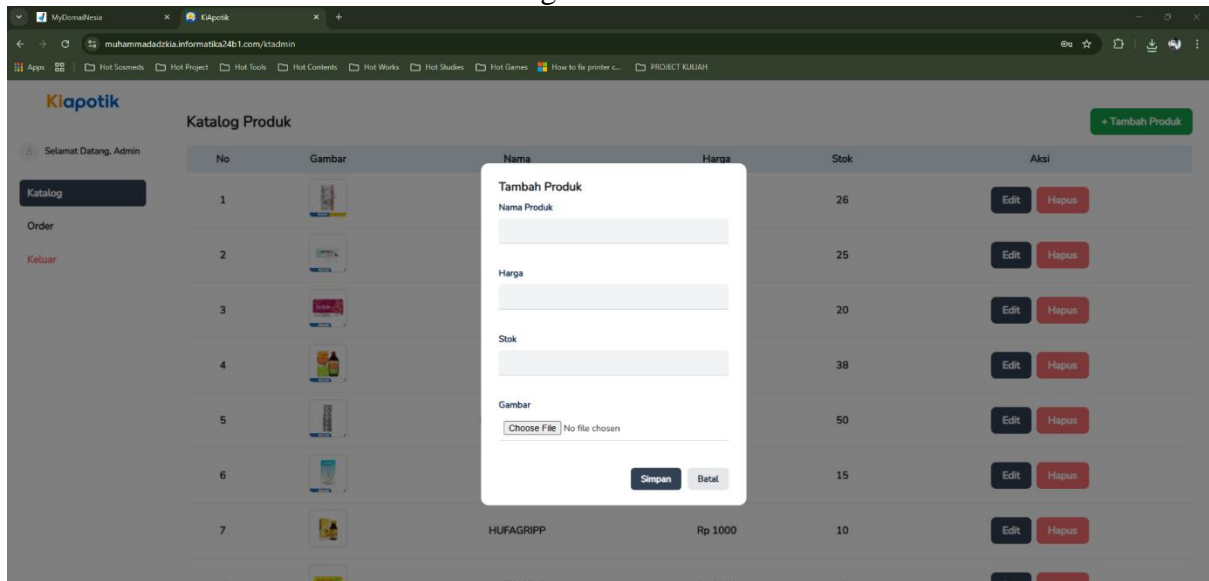 MyDomaiNesia
KiApotik
muhammadadzkia.informatika24b1.com/ktadmin
Apps Hot Sosmeds Hot Project Hot Tools Hot Contents Hot Works Hot Studies Hot Games How to fix printer c... PROJECT KULIAH
Kiapotik
Selamat Datang, Admin
Katalog
Order
Keluar
Katalog Produk
+ Tambah Produk
No Gambar Nama Harga Stok Aksi
1 26 Edit Hapus
2 25 Edit Hapus
3 20 Edit Hapus
4 38 Edit Hapus
5 50 Edit Hapus
6 15 Edit Hapus
7 HUFAGRIPP Rp 1000 10 Edit Hapus
Tambah Produk
Nama Produk
Harga
Stok
Gambar
Choose File No file chosen
Simpan Batal